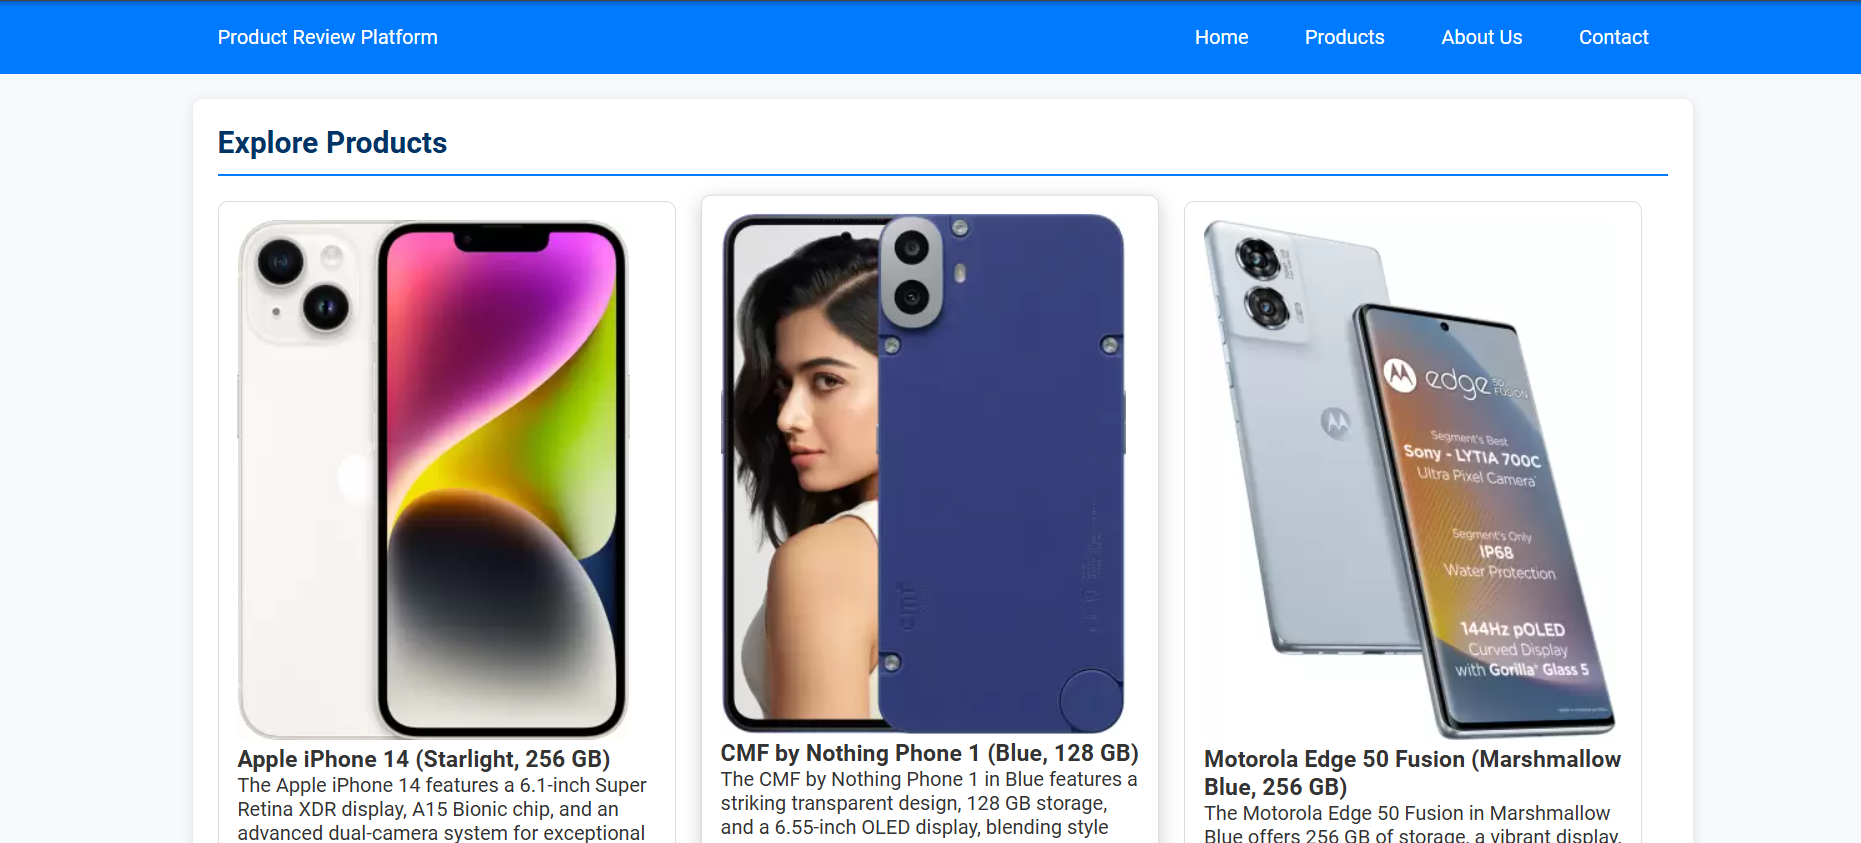 Product Review Platform
Home
Products
About Us
Contact
Explore Products
edge 50 FUSION
Segment's Best
Sony - LYTIA 700C
Ultra Pixel Camera
Segment's Only
IP68
Water Protection
144Hz pOLED
Curved Display
with Gorilla® Glass 5
cmf
Apple iPhone 14 (Starlight, 256 GB)
The Apple iPhone 14 features a 6.1-inch Super
Retina XDR display, A15 Bionic chip, and an
advanced dual-camera system for exceptional
CMF by Nothing Phone 1 (Blue, 128 GB)
The CMF by Nothing Phone 1 in Blue features a
striking transparent design, 128 GB storage,
and a 6.55-inch OLED display, blending style
Motorola Edge 50 Fusion (Marshmallow
Blue, 256 GB)
The Motorola Edge 50 Fusion in Marshmallow
Blue offers 256 GB of storage, a vibrant display,